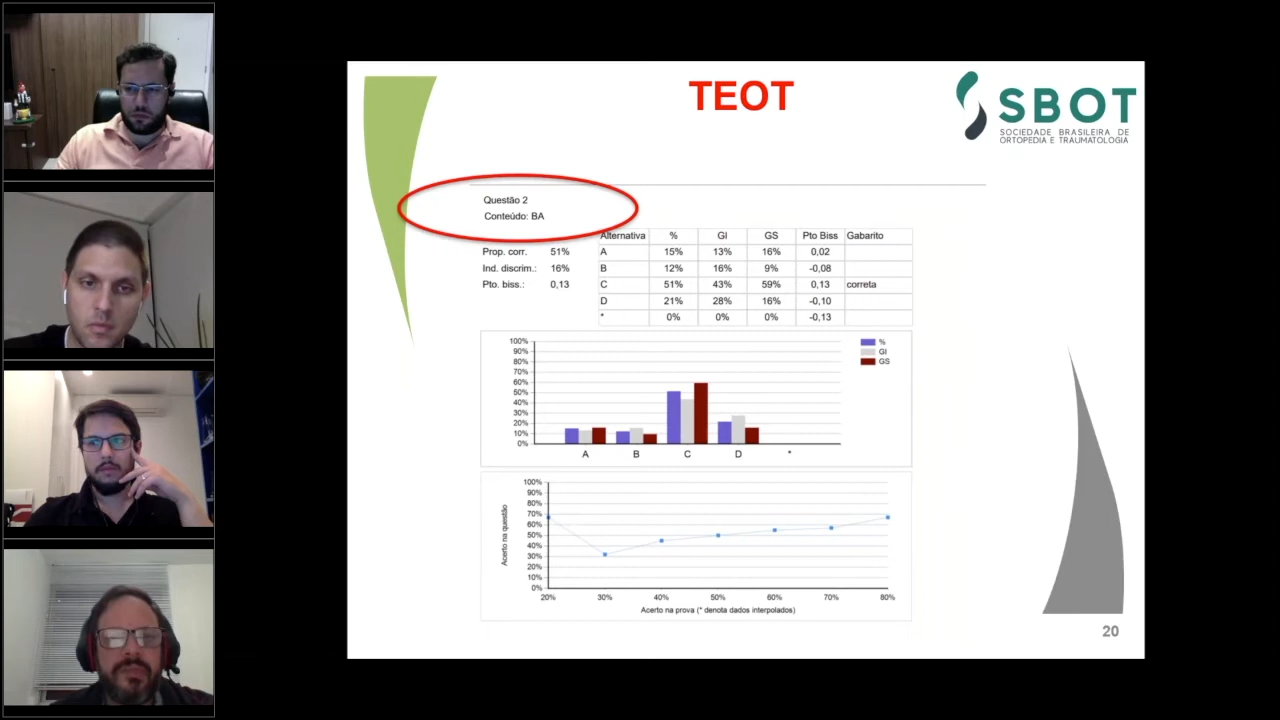 TEOT
SBOT
SOCIEDADE BRASILEIRA DE
ORTOPEDIA E TRAUMATOLOGIA
Questão 2
Conteúdo: BA
Prop. corr. 51%
Ind. discrim.: 16%
Pto. biss.: 0,13
Alternativa % GI GS Pto Biss Gabarito
A 15% 13% 16% 0,02
B 12% 16% 9% -0,08
C 51% 43% 59% 0,13 correta
D 21% 28% 16% -0,10
* 0% 0% 0% -0,13
100%
90%
80%
70%
60%
50%
40%
30%
20%
10%
0%
A B C D *
%
GI
GS
Acerto na questão
100%
90%
80%
70%
60%
50%
40%
30%
20%
10%
0%
20% 30% 40% 50% 60% 70% 80%
Acerto na prova (* denota dados interpolados)
20